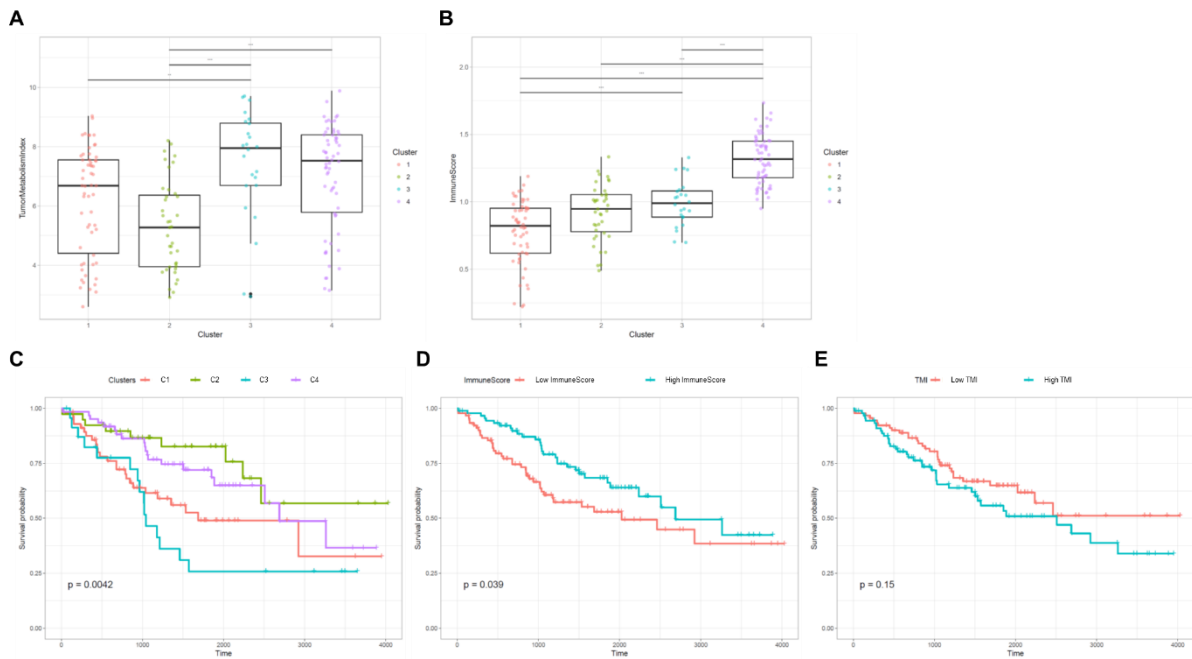 A
TumorMetabolismIndex
10
8
6
4
1 2 3 4
Cluster
Cluster
1
2
3
4
B
ImmuneScore
2.0
1.5
1.0
0.5
1 2 3 4
Cluster
Cluster
1
2
3
4
C
Clusters C1 C2 C3 C4
Survival probability
1.00
0.75
0.50
0.25
0.00
p = 0.0042
0 1000 2000 3000 4000
Time
D
ImmuneScore Low ImmuneScore High ImmuneScore
Survival probability
1.00
0.75
0.50
0.25
0.00
p = 0.039
0 1000 2000 3000 4000
Time
E
TMI Low TMI High TMI
Survival probability
1.00
0.75
0.50
0.25
0.00
p = 0.15
0 1000 2000 3000 4000
Time